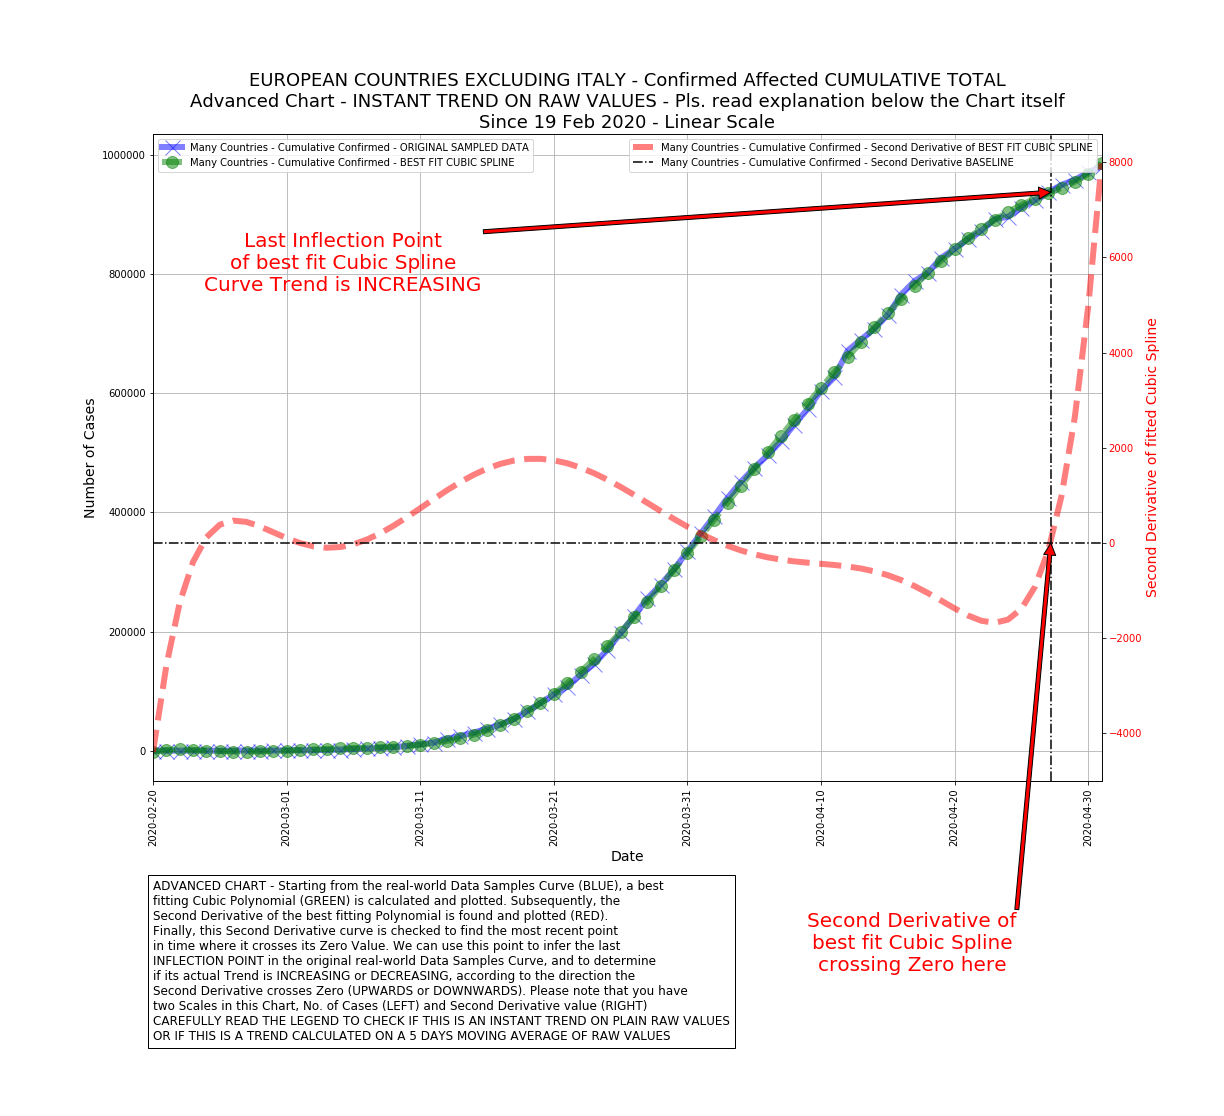 EUROPEAN COUNTRIES EXCLUDING ITALY - Confirmed Affected CUMULATIVE TOTAL
Advanced Chart - INSTANT TREND ON RAW VALUES - Pls. read explanation below the Chart itself
Since 19 Feb 2020 - Linear Scale
Many Countries - Cumulative Confirmed - ORIGINAL SAMPLED DATA
Many Countries - Cumulative Confirmed - BEST FIT CUBIC SPLINE
Many Countries - Cumulative Confirmed - Second Derivative of BEST FIT CUBIC SPLINE
Many Countries - Cumulative Confirmed - Second Derivative BASELINE
Last Inflection Point
of best fit Cubic Spline
Curve Trend is INCREASING
Number of Cases
1000000
800000
600000
400000
200000
0
Second Derivative of fitted Cubic Spline
8000
6000
4000
2000
0
−2000
−4000
2020-02-20
2020-03-01
2020-03-11
2020-03-21
2020-03-31
2020-04-10
2020-04-20
2020-04-30
Date
ADVANCED CHART - Starting from the real-world Data Samples Curve (BLUE), a best
fitting Cubic Polynomial (GREEN) is calculated and plotted. Subsequently, the
Second Derivative of the best fitting Polynomial is found and plotted (RED).
Finally, this Second Derivative curve is checked to find the most recent point
in time where it crosses its Zero Value. We can use this point to infer the last
INFLECTION POINT in the original real-world Data Samples Curve, and to determine
if its actual Trend is INCREASING or DECREASING, according to the direction the
Second Derivative crosses Zero (UPWARDS or DOWNWARDS). Please note that you have
two Scales in this Chart, No. of Cases (LEFT) and Second Derivative value (RIGHT)
CAREFULLY READ THE LEGEND TO CHECK IF THIS IS AN INSTANT TREND ON PLAIN RAW VALUES
OR IF THIS IS A TREND CALCULATED ON A 5 DAYS MOVING AVERAGE OF RAW VALUES
Second Derivative of
best fit Cubic Spline
crossing Zero here